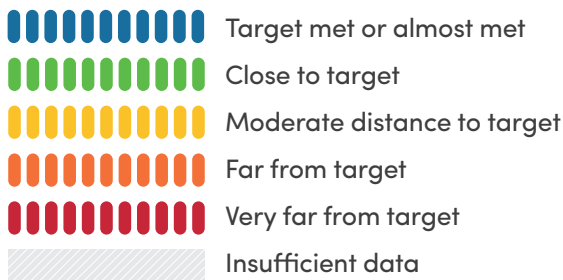 Target met or almost met
Close to target
Moderate distance to target
Far from target
Very far from target
Insufficient data